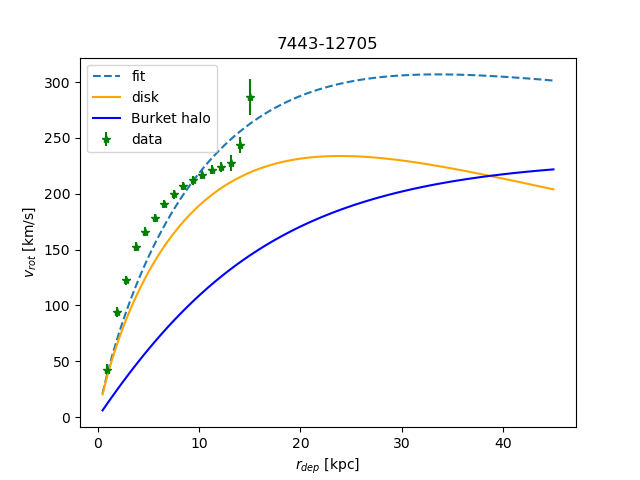 7443-12705
fit
disk
Burket halo
data
300
250
200
150
100
50
0
v_rot [km/s]
0 10 20 30 40
r_dep [kpc]